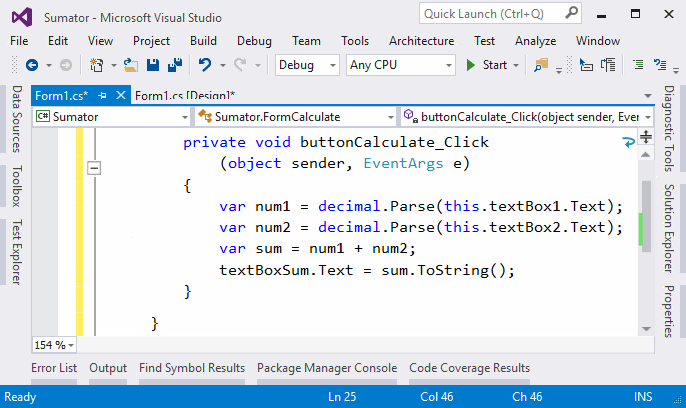 Sumator - Microsoft Visual Studio
Quick Launch (Ctrl+Q)
File Edit View Project Build Debug Team Tools Architecture Test Analyze Window
Debug Any CPU Start
Form1.cs* Form1.cs [Design]*
Sumator Sumator.FormCalculate buttonCalculate_Click(object sender, Even
private void buttonCalculate_Click
(object sender, EventArgs e)
{
var num1 = decimal.Parse(this.textBox1.Text);
var num2 = decimal.Parse(this.textBox2.Text);
var sum = num1 + num2;
textBoxSum.Text = sum.ToString();
}
}
154 %
Data Sources
Toolbox
Test Explorer
Diagnostic Tools
Solution Explorer
Properties
Error List Output Find Symbol Results Package Manager Console Code Coverage Results
Ready Ln 25 Col 46 Ch 46 INS